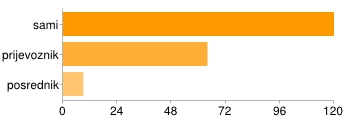 sami
prijevoznik
posrednik
0 24 48 72 96 120